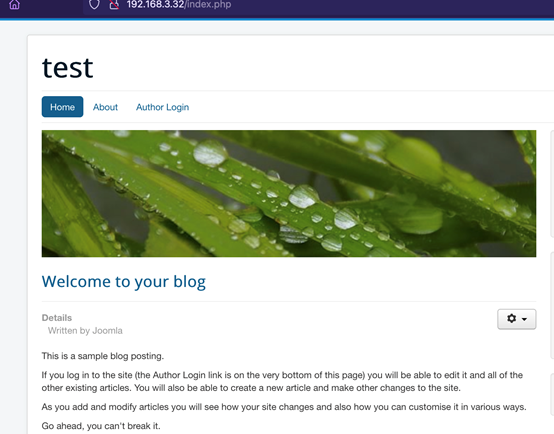 192.168.3.32/index.php
test
Home About Author Login
Welcome to your blog
Details
Written by Joomla
This is a sample blog posting.
If you log in to the site (the Author Login link is on the very bottom of this page) you will be able to edit it and all of the
other existing articles. You will also be able to create a new article and make other changes to the site.
As you add and modify articles you will see how your site changes and also how you can customise it in various ways.
Go ahead, you can't break it.